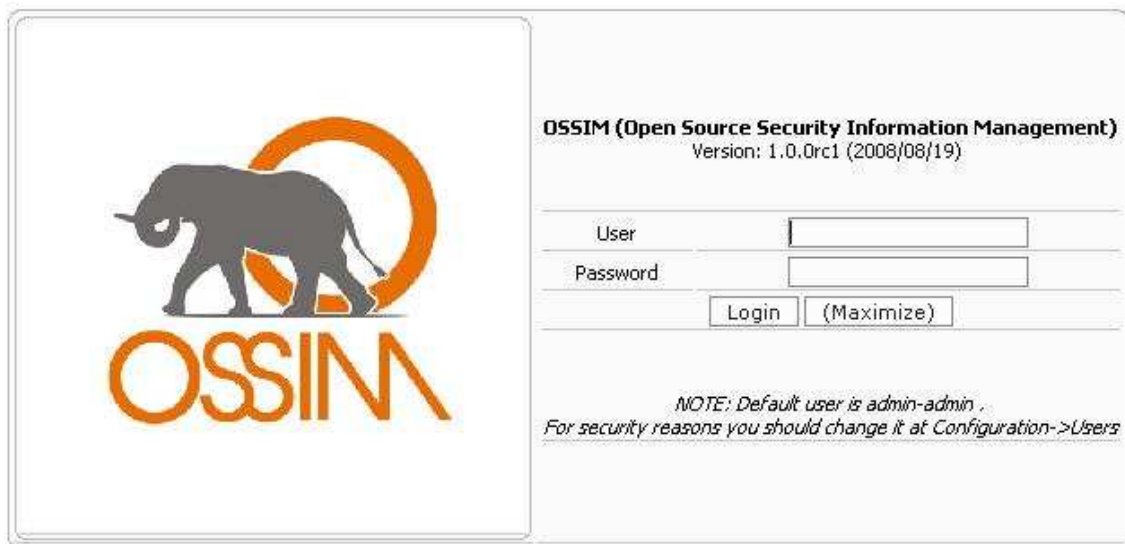 OSSIM
OSSIM (Open Source Security Information Management)
Version: 1.0.0rc1 (2008/08/19)
User
Password
Login (Maximize)
NOTE: Default user is admin-admin .
For security reasons you should change it at Configuration->Users